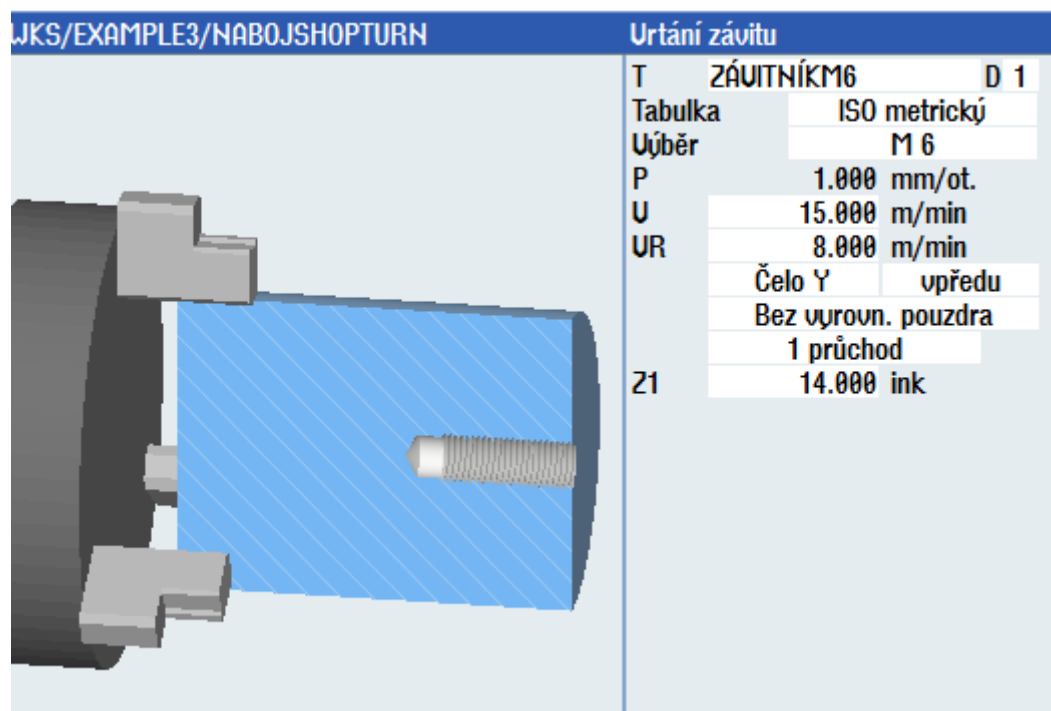 WKS/EXAMPLE3/NABOJSHOPTURN
Vrtání závitu
T ZÁVITNÍKM6 D 1
Tabulka ISO metrický
Výběr M 6
P 1.000 mm/ot.
V 15.000 m/min
VR 8.000 m/min
Čelo Y vpředu
Bez vyrovn. pouzdra
1 průchod
Z1 14.000 ink